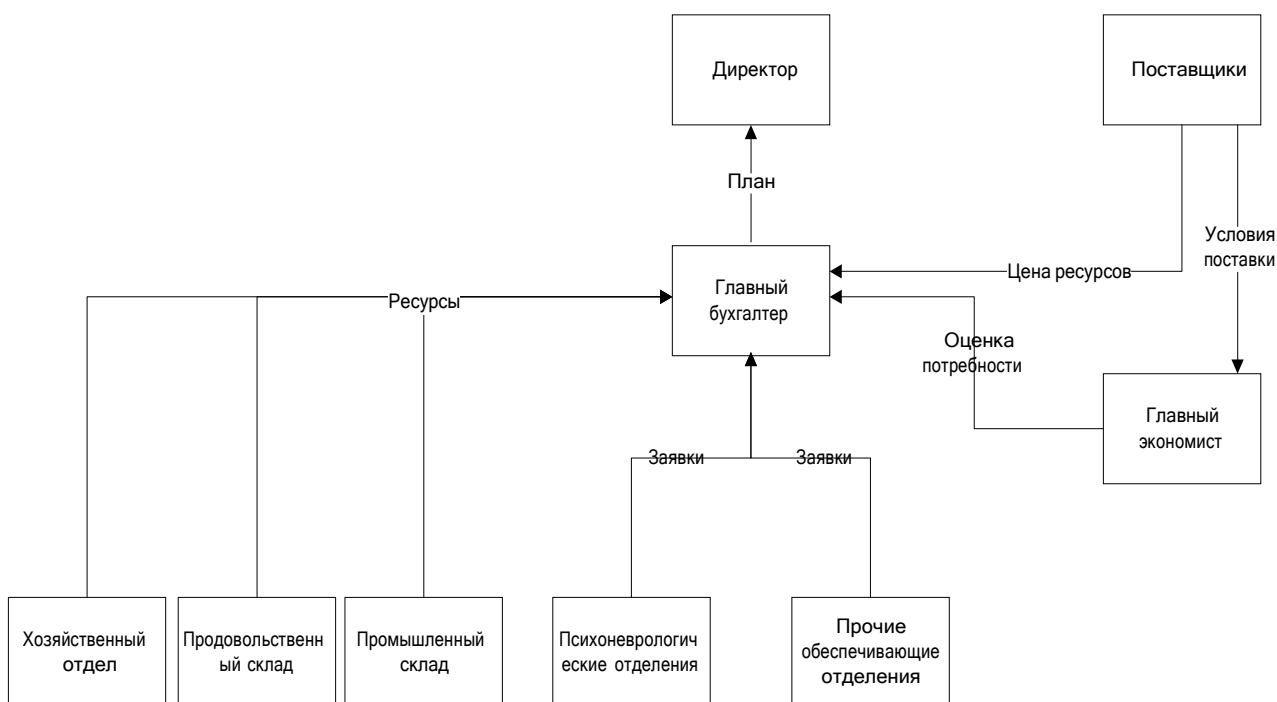 Директор
Поставщики
План
Условия
поставки
Цена ресурсов
Главный
бухгалтер
Ресурсы
Оценка
потребности
Главный
экономист
Заявки
Заявки
Хозяйственный
отдел
Продовольственн
ый склад
Промышленный
склад
Психоневрологич
еские отделения
Прочие
обеспечивающие
отделения